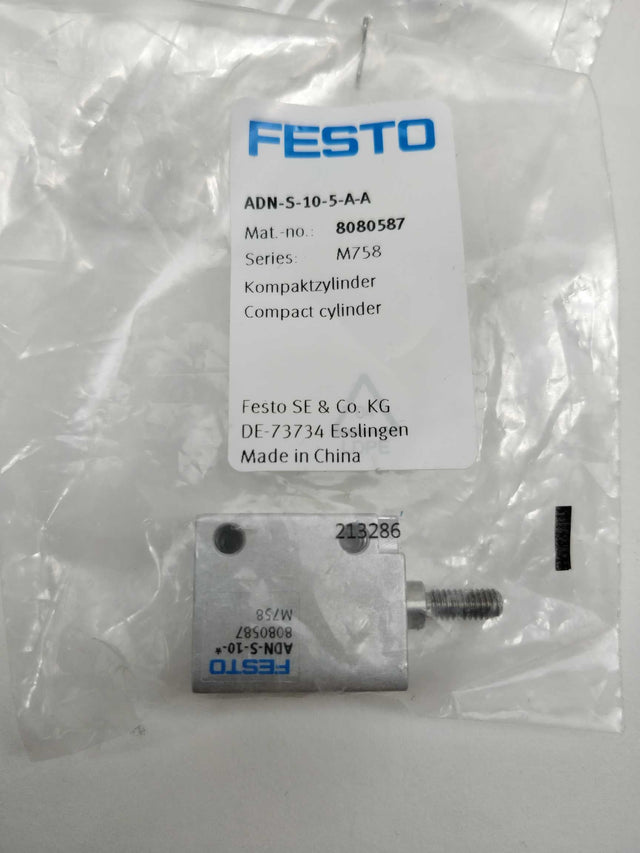 FESTO
ADN-S-10-5-A-A
Mat.-no.: 8080587
Series: M758
Kompaktzylinder
Compact cylinder
Festo SE & Co. KG
DE-73734 Esslingen
Made in China
213286
FESTO
ADN-S-10-*
8080587
M758